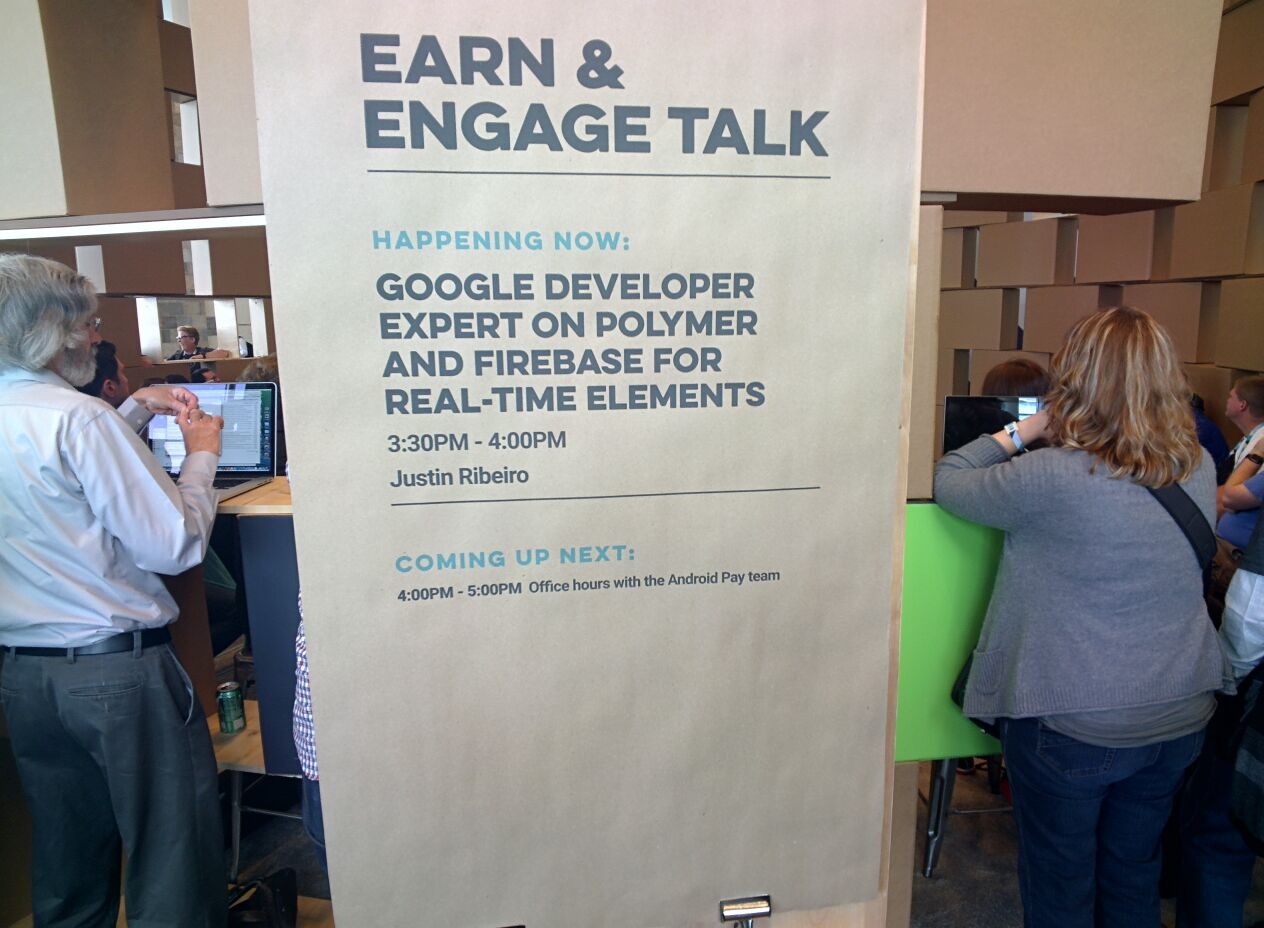 EARN &
ENGAGE TALK
HAPPENING NOW:
GOOGLE DEVELOPER
EXPERT ON POLYMER
AND FIREBASE FOR
REAL-TIME ELEMENTS
3:30PM - 4:00PM
Justin Ribeiro
COMING UP NEXT:
4:00PM - 5:00PM Office hours with the Android Pay team